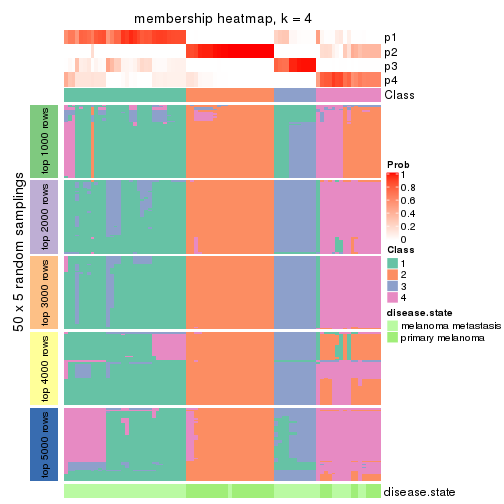 membership heatmap, k = 4
p1
p2
p3
p4
Class
50 x 5 random samplings
top 1000 rows
top 2000 rows
top 3000 rows
top 4000 rows
top 5000 rows
Prob
1
0.8
0.6
0.4
0.2
0
Class
1
2
3
4
disease.state
melanoma metastasis
primary melanoma
disease.state